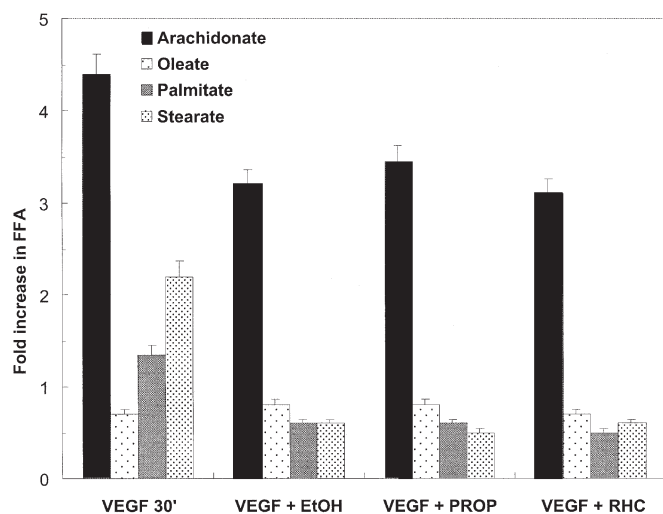 5
4
3
2
1
0
Fold increase in FFA
Arachidonate
Oleate
Palmitate
Stearate
VEGF 30' VEGF + EtOH VEGF + PROP VEGF + RHC